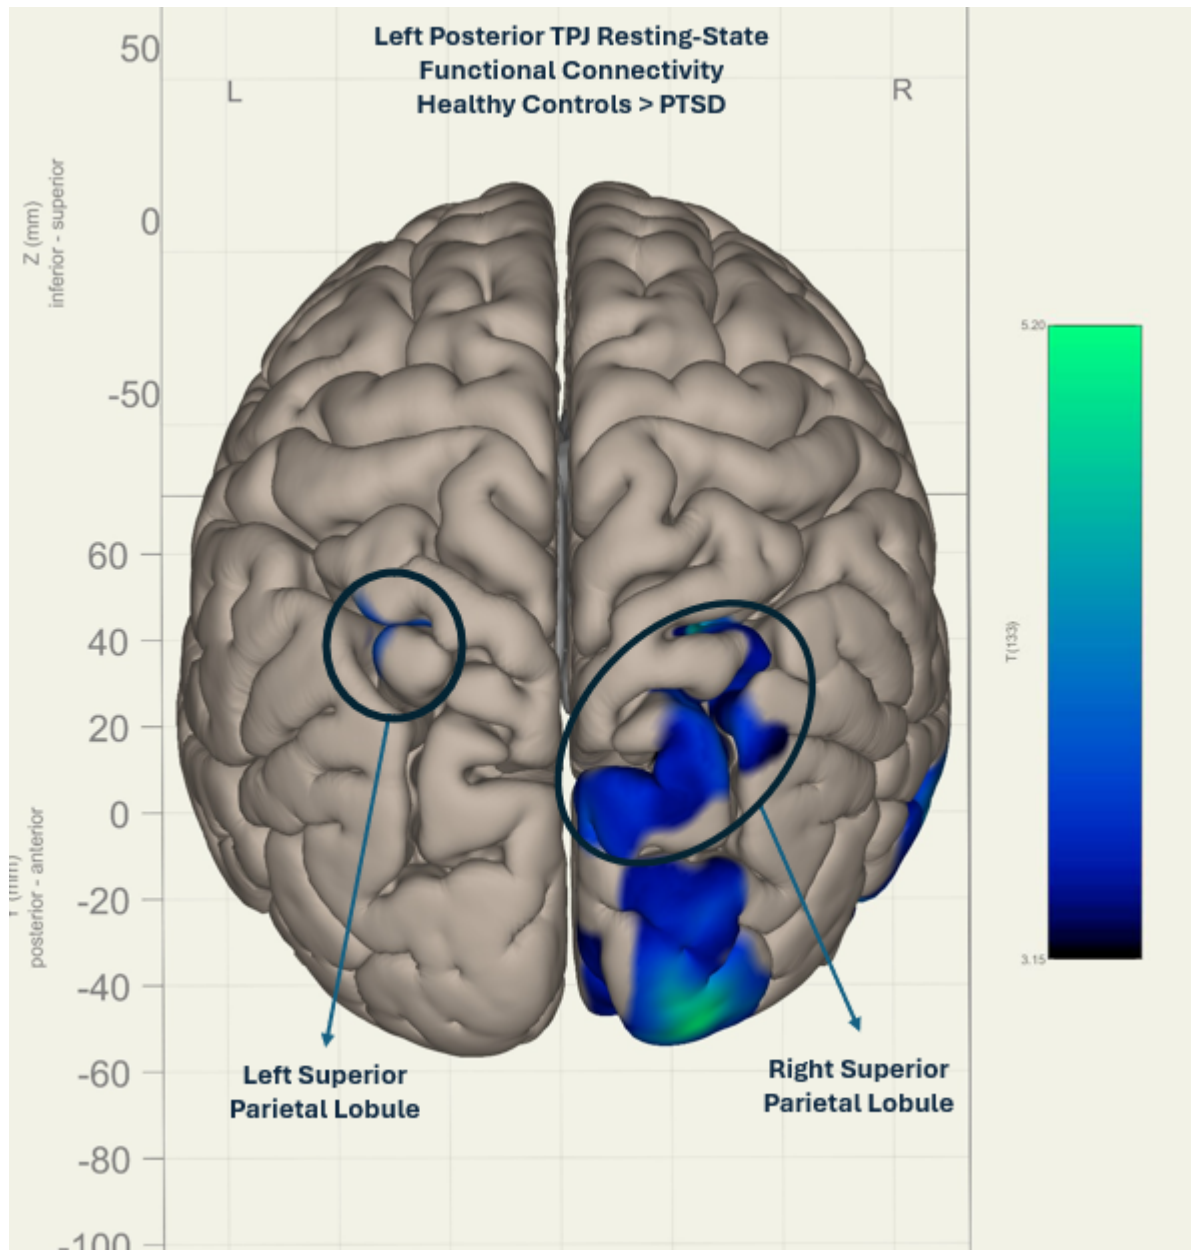 Left Posterior TPJ Resting-State
Functional Connectivity
Healthy Controls > PTSD
L
R
50
0
-50
Z (mm)
inferior - superior
60
40
20
0
-20
-40
-60
-80
-100
(mm)
posterior - anterior
5.20
T(133)
3.15
Left Superior
Parietal Lobule
Right Superior
Parietal Lobule